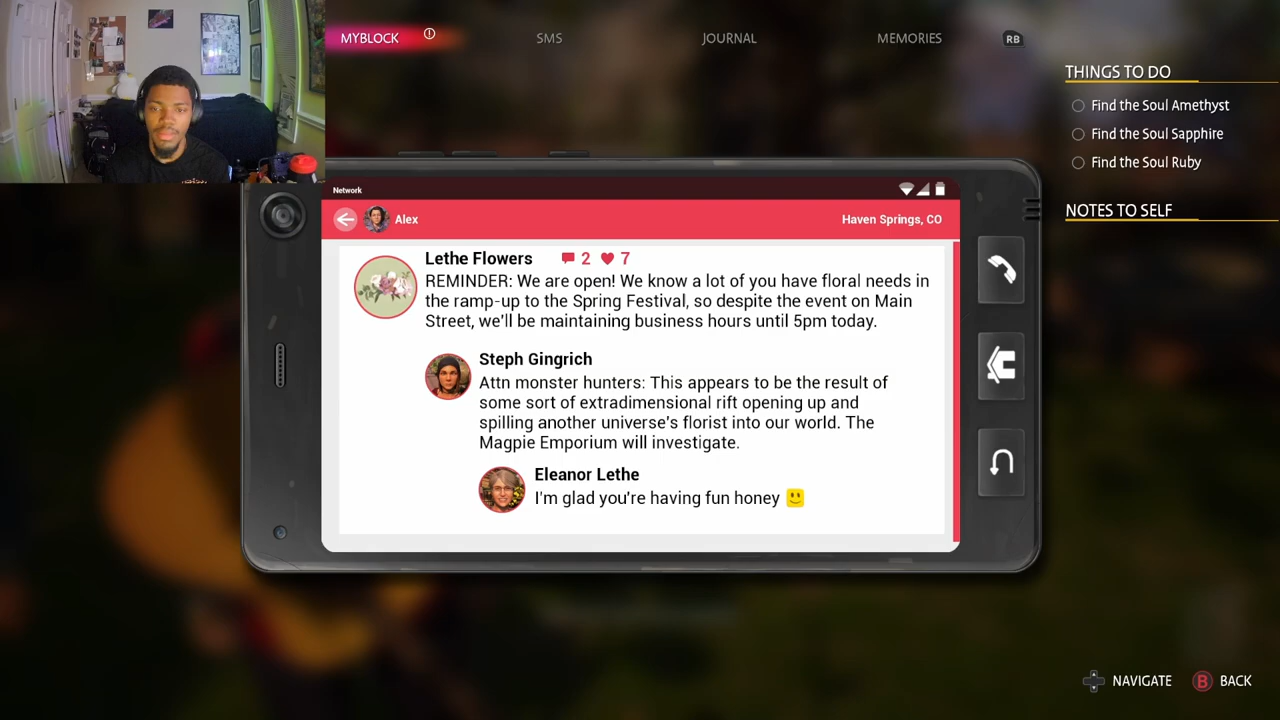 MYBLOCK
SMS
JOURNAL
MEMORIES
RB
THINGS TO DO
Find the Soul Amethyst
Find the Soul Sapphire
Find the Soul Ruby
NOTES TO SELF
Network
Alex
Haven Springs, CO
Lethe Flowers 2 7
REMINDER: We are open! We know a lot of you have floral needs in
the ramp-up to the Spring Festival, so despite the event on Main
Street, we'll be maintaining business hours until 5pm today.
Steph Gingrich
Attn monster hunters: This appears to be the result of
some sort of extradimensional rift opening up and
spilling another universe's florist into our world. The
Magpie Emporium will investigate.
Eleanor Lethe
I'm glad you're having fun honey
NAVIGATE
B BACK